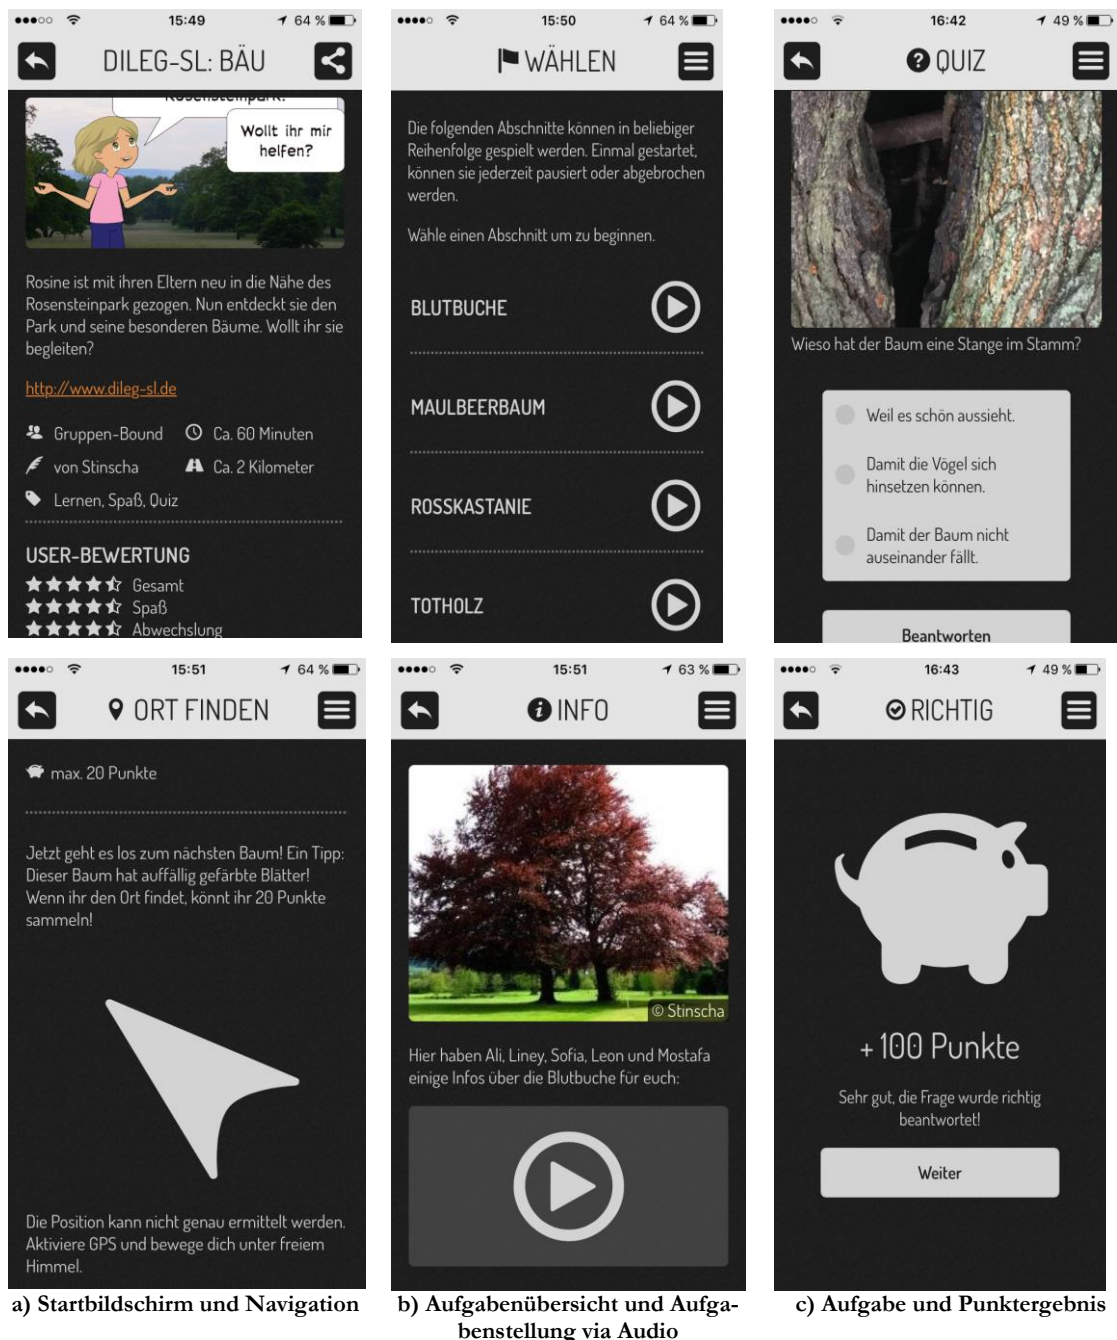 15:49
64 %
DILEG-SL: BÄU
Rosensteinpark.
Wollt ihr mir
helfen?
Rosine ist mit ihren Eltern neu in die Nähe des
Rosensteinpark gezogen. Nun entdeckt sie den
Park und seine besonderen Bäume. Wollt ihr sie
begleiten?
http://www.dileg-sl.de
Gruppen-Bound
Ca. 60 Minuten
von Stinscha
Ca. 2 Kilometer
Lernen, Spaß, Quiz
USER-BEWERTUNG
Gesamt
Spaß
Abwechslung
15:50
64 %
WÄHLEN
Die folgenden Abschnitte können in beliebiger
Reihenfolge gespielt werden. Einmal gestartet,
können sie jederzeit pausiert oder abgebrochen
werden.
Wähle einen Abschnitt um zu beginnen.
BLUTBUCHE
MAULBEERBAUM
ROSSKASTANIE
TOTHOLZ
16:42
49 %
QUIZ
Wieso hat der Baum eine Stange im Stamm?
Weil es schön aussieht.
Damit die Vögel sich
hinsetzen können.
Damit der Baum nicht
auseinander fällt.
Beantworten
15:51
64 %
ORT FINDEN
max. 20 Punkte
Jetzt geht es los zum nächsten Baum! Ein Tipp:
Dieser Baum hat auffällig gefärbte Blätter!
Wenn ihr den Ort findet, könnt ihr 20 Punkte
sammeln!
Die Position kann nicht genau ermittelt werden.
Aktiviere GPS und bewege dich unter freiem
Himmel.
15:51
63 %
INFO
© Stinscha
Hier haben Ali, Liney, Sofia, Leon und Mostafa
einige Infos über die Blutbuche für euch:
16:43
49 %
RICHTIG
+ 100 Punkte
Sehr gut, die Frage wurde richtig
beantwortet!
Weiter
a) Startbildschirm und Navigation
b) Aufgabenübersicht und Aufga-
benstellung via Audio
c) Aufgabe und Punktergebnis